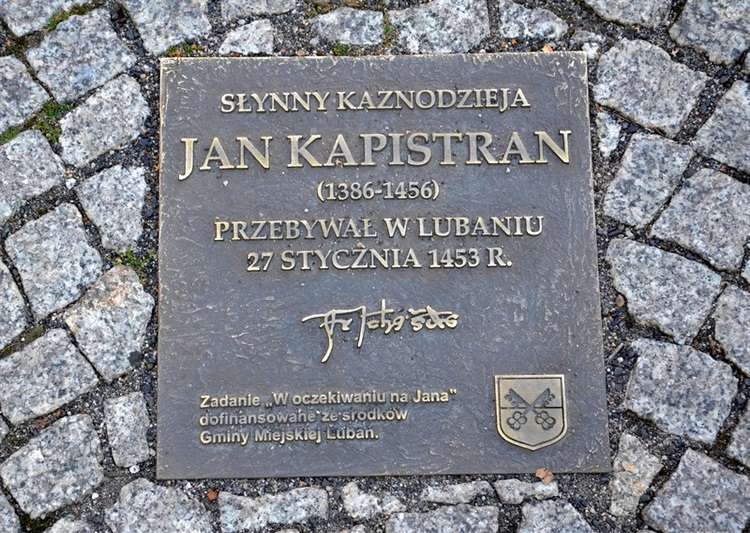 SŁYNNY KAZNODZIEJA
JAN KAPISTRAN
(1386-1456)
PRZEBYWAŁ W LUBANIU
27 STYCZNIA 1453 R.
Zadanie „W oczekiwaniu na Jana"
dofinansowane ze środków
Gminy Miejskiej Lubań.